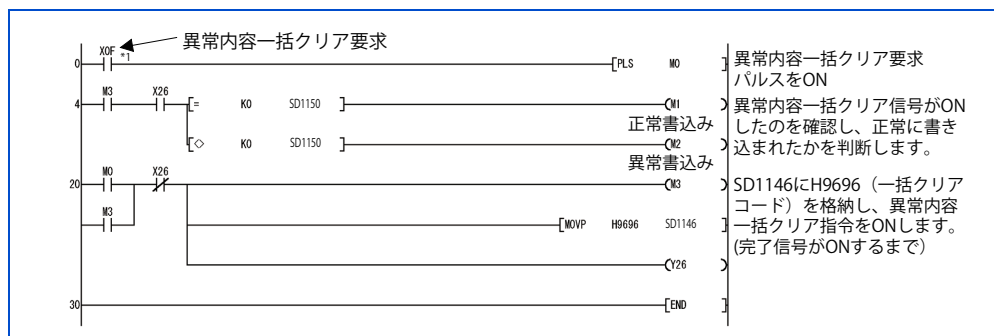 X0F *1 異常内容一括クリア要求
0 [PLS M0 ] 異常内容一括クリア要求
パルスをON
M3 X26
4 [= K0 SD1150 ] (M1 ) 異常内容一括クリア信号がON
正常書込み したのを確認し、正常に書き
[<> K0 SD1150 ] (M2 ) 込まれたかを判断します。
異常書込み
M0 X26
20 (M3 ) SD1146にH9696（一括クリア
コード）を格納し、異常内容
M3 [MOVP H9696 SD1146 ] 一括クリア指令をONします。
(完了信号がONするまで）
(Y26 )
30 [END ]